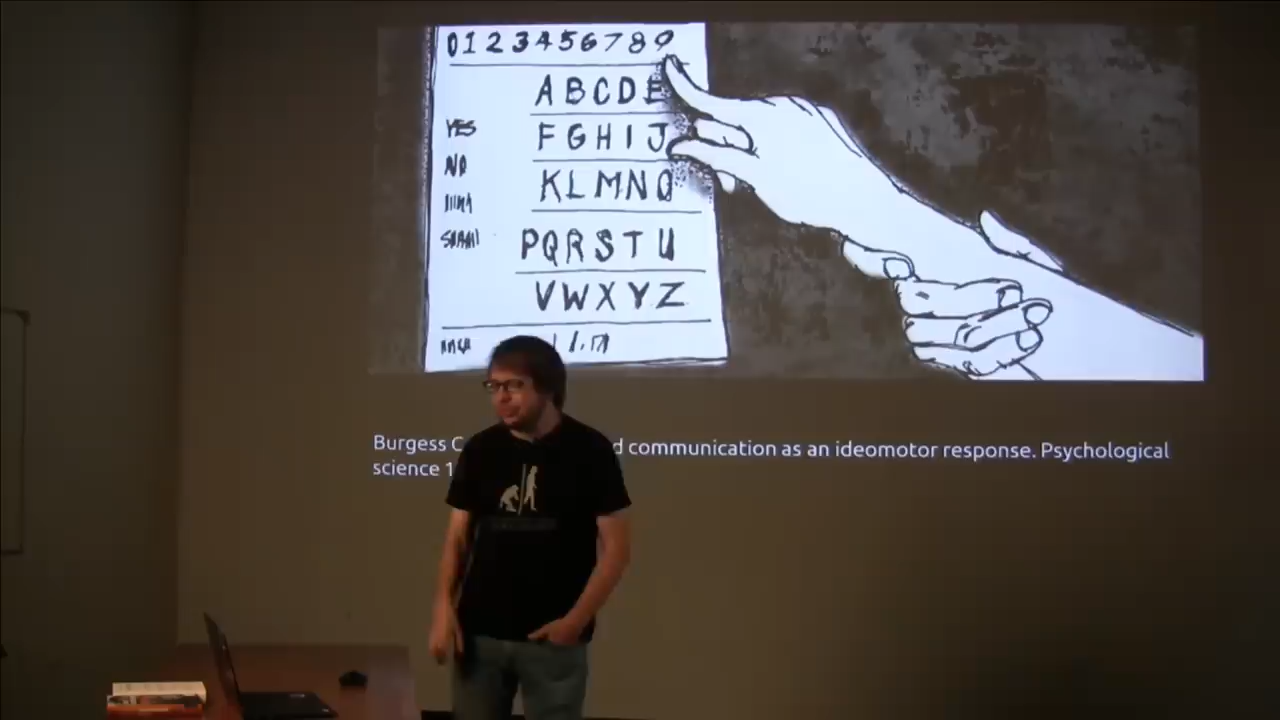 0123456789
ABCDE
YES
FGHIJ
NO
KLMNO
PQRSTU
VWXYZ
Burgess C d communication as an ideomotor response. Psychological
science 1